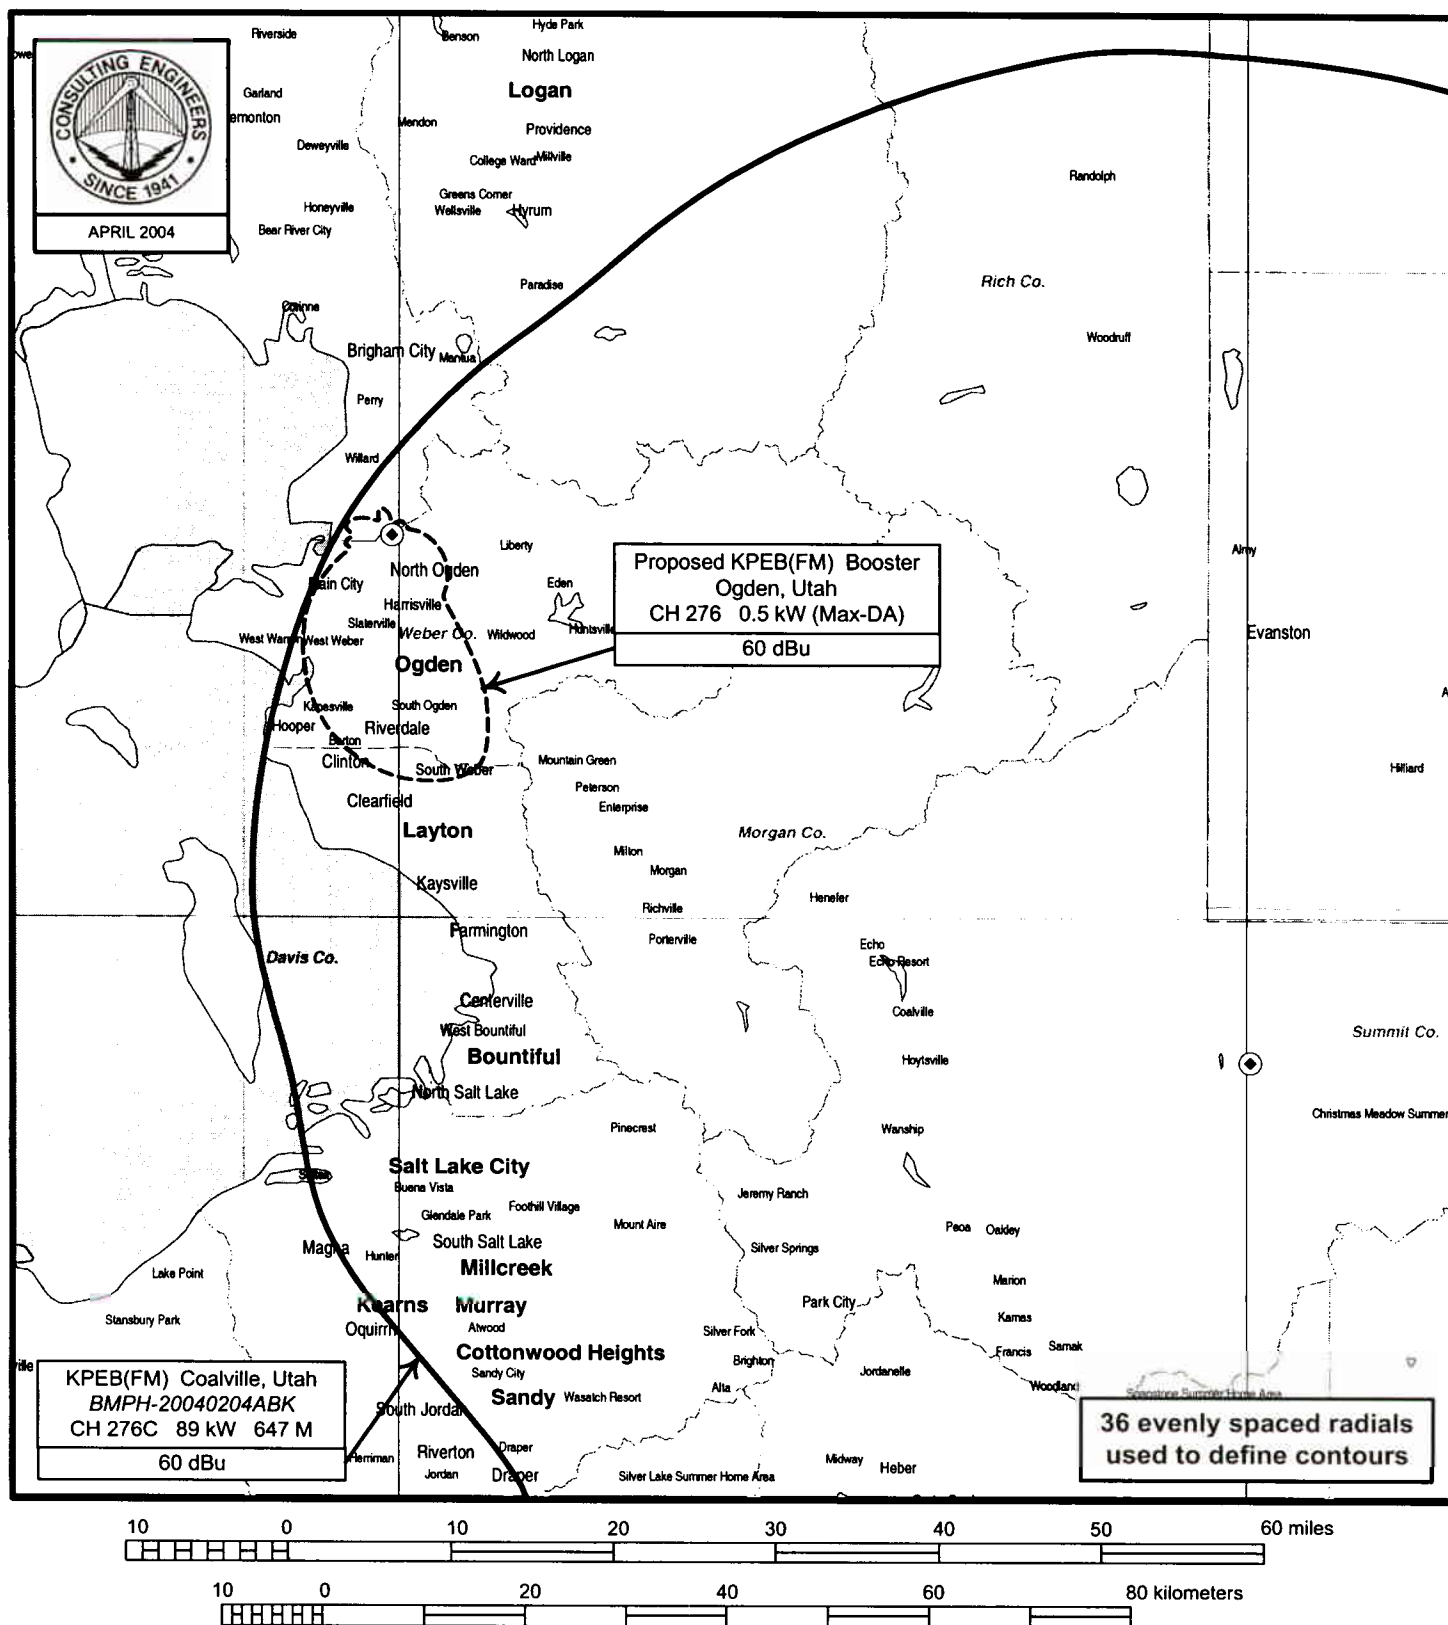 Riverside
Benson
Hyde Park
North Logan
Logan
CONSULTING ENGINEERS
SINCE 1941
APRIL 2004
Garland
emonton
Mendon
Providence
Deweyville
College Ward
Millville
Randolph
Greens Corner
Honeyville
Wellsville
Hyrum
Bear River City
Rich Co.
Paradise
Corinne
Woodruff
Brigham City
Mantua
Perry
Willard
Liberty
Almy
Proposed KPEB(FM) Booster
Ogden, Utah
CH 276 0.5 kW (Max-DA)
60 dBu
North Ogden
Plain City
Eden
Harrisville
Slaterville
Weber Co.
Wildwood
Huntsville
Evanston
West Warren
West Weber
Ogden
Kanesville
South Ogden
Hooper
Riverdale
Barton
Clinton
South Weber
Mountain Green
Hilliard
Peterson
Clearfield
Enterprise
Layton
Morgan Co.
Milton
Morgan
Kaysville
Henefer
Richville
Farmington
Porterville
Echo
Davis Co.
Echo Resort
Centerville
Coalville
West Bountiful
Summit Co.
Bountiful
Hoytsville
North Salt Lake
Christmas Meadow Summer
Pinecrest
Wanship
Salt Lake City
Buena Vista
Jeremy Ranch
Foothill Village
Glendale Park
Mount Aire
Peoa
Oakley
South Salt Lake
Magna
Hunter
Silver Springs
Millcreek
Lake Point
Marion
Kearns
Murray
Park City
Stansbury Park
Kamas
Oquirrh
Atwood
Silver Fork
Cottonwood Heights
Samak
Francis
ville
Brighton
Sandy City
Jordanelle
Alta
Woodland
Sandy
Wasatch Resort
Soapstone Summer Home Area
South Jordan
KPEB(FM) Coalville, Utah
BMPH-20040204ABK
CH 276C 89 kW 647 M
60 dBu
36 evenly spaced radials
used to define contours
Riverton
Draper
Herriman
Midway
Heber
Jordan
Draper
Silver Lake Summer Home Area
10 0 10 20 30 40 50 60 miles
10 0 20 40 60 80 kilometers